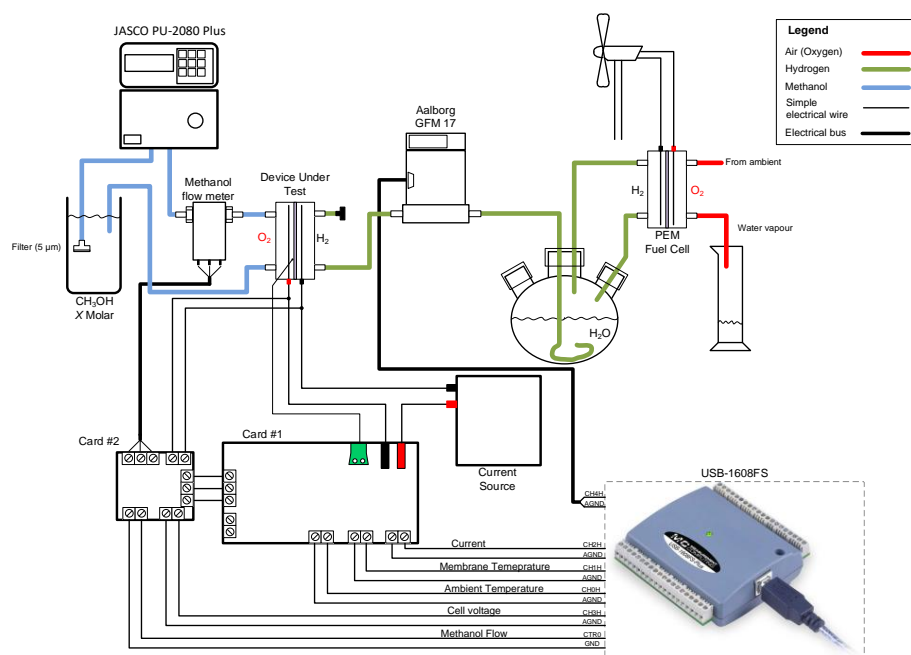 JASCO PU-2080 Plus
Legend
Air (Oxygen)
Hydrogen
Methanol
Simple
electrical wire
Electrical bus
Aalborg
GFM 17
From ambient
Methanol
flow meter
Device Under
Test
H2
O2
O2
H2
PEM
Fuel Cell
Water vapour
Filter (5 µm)
CH3OH
X Molar
H2O
Card #2
Card #1
Current
Source
USB-1608FS
CH4H
AGND
Current
CH2H
AGND
Membrane Temeprature
CH1H
AGND
Ambient Temperature
CH0H
AGND
Cell voltage
CH3H
AGND
Methanol Flow
CTR0
GND